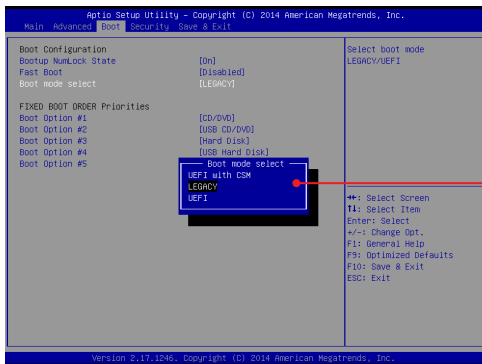 Aptio Setup Utility – Copyright (C) 2014 American Megatrends, Inc.
Main Advanced Boot Security Save & Exit
Boot Configuration
Bootup NumLock State [On]
Fast Boot [Disabled]
Boot mode select [LEGACY]
FIXED BOOT ORDER Priorities
Boot Option #1 [CD/DVD]
Boot Option #2 [USB CD/DVD]
Boot Option #3 [Hard Disk]
Boot Option #4 [USB Hard Disk]
Boot Option #5
Boot mode select
UEFI with CSM
LEGACY
UEFI
Select boot mode
LEGACY/UEFI
→←: Select Screen
↑↓: Select Item
Enter: Select
+/-: Change Opt.
F1: General Help
F9: Optimized Defaults
F10: Save & Exit
ESC: Exit
Version 2.17.1246. Copyright (C) 2014 American Megatrends, Inc.